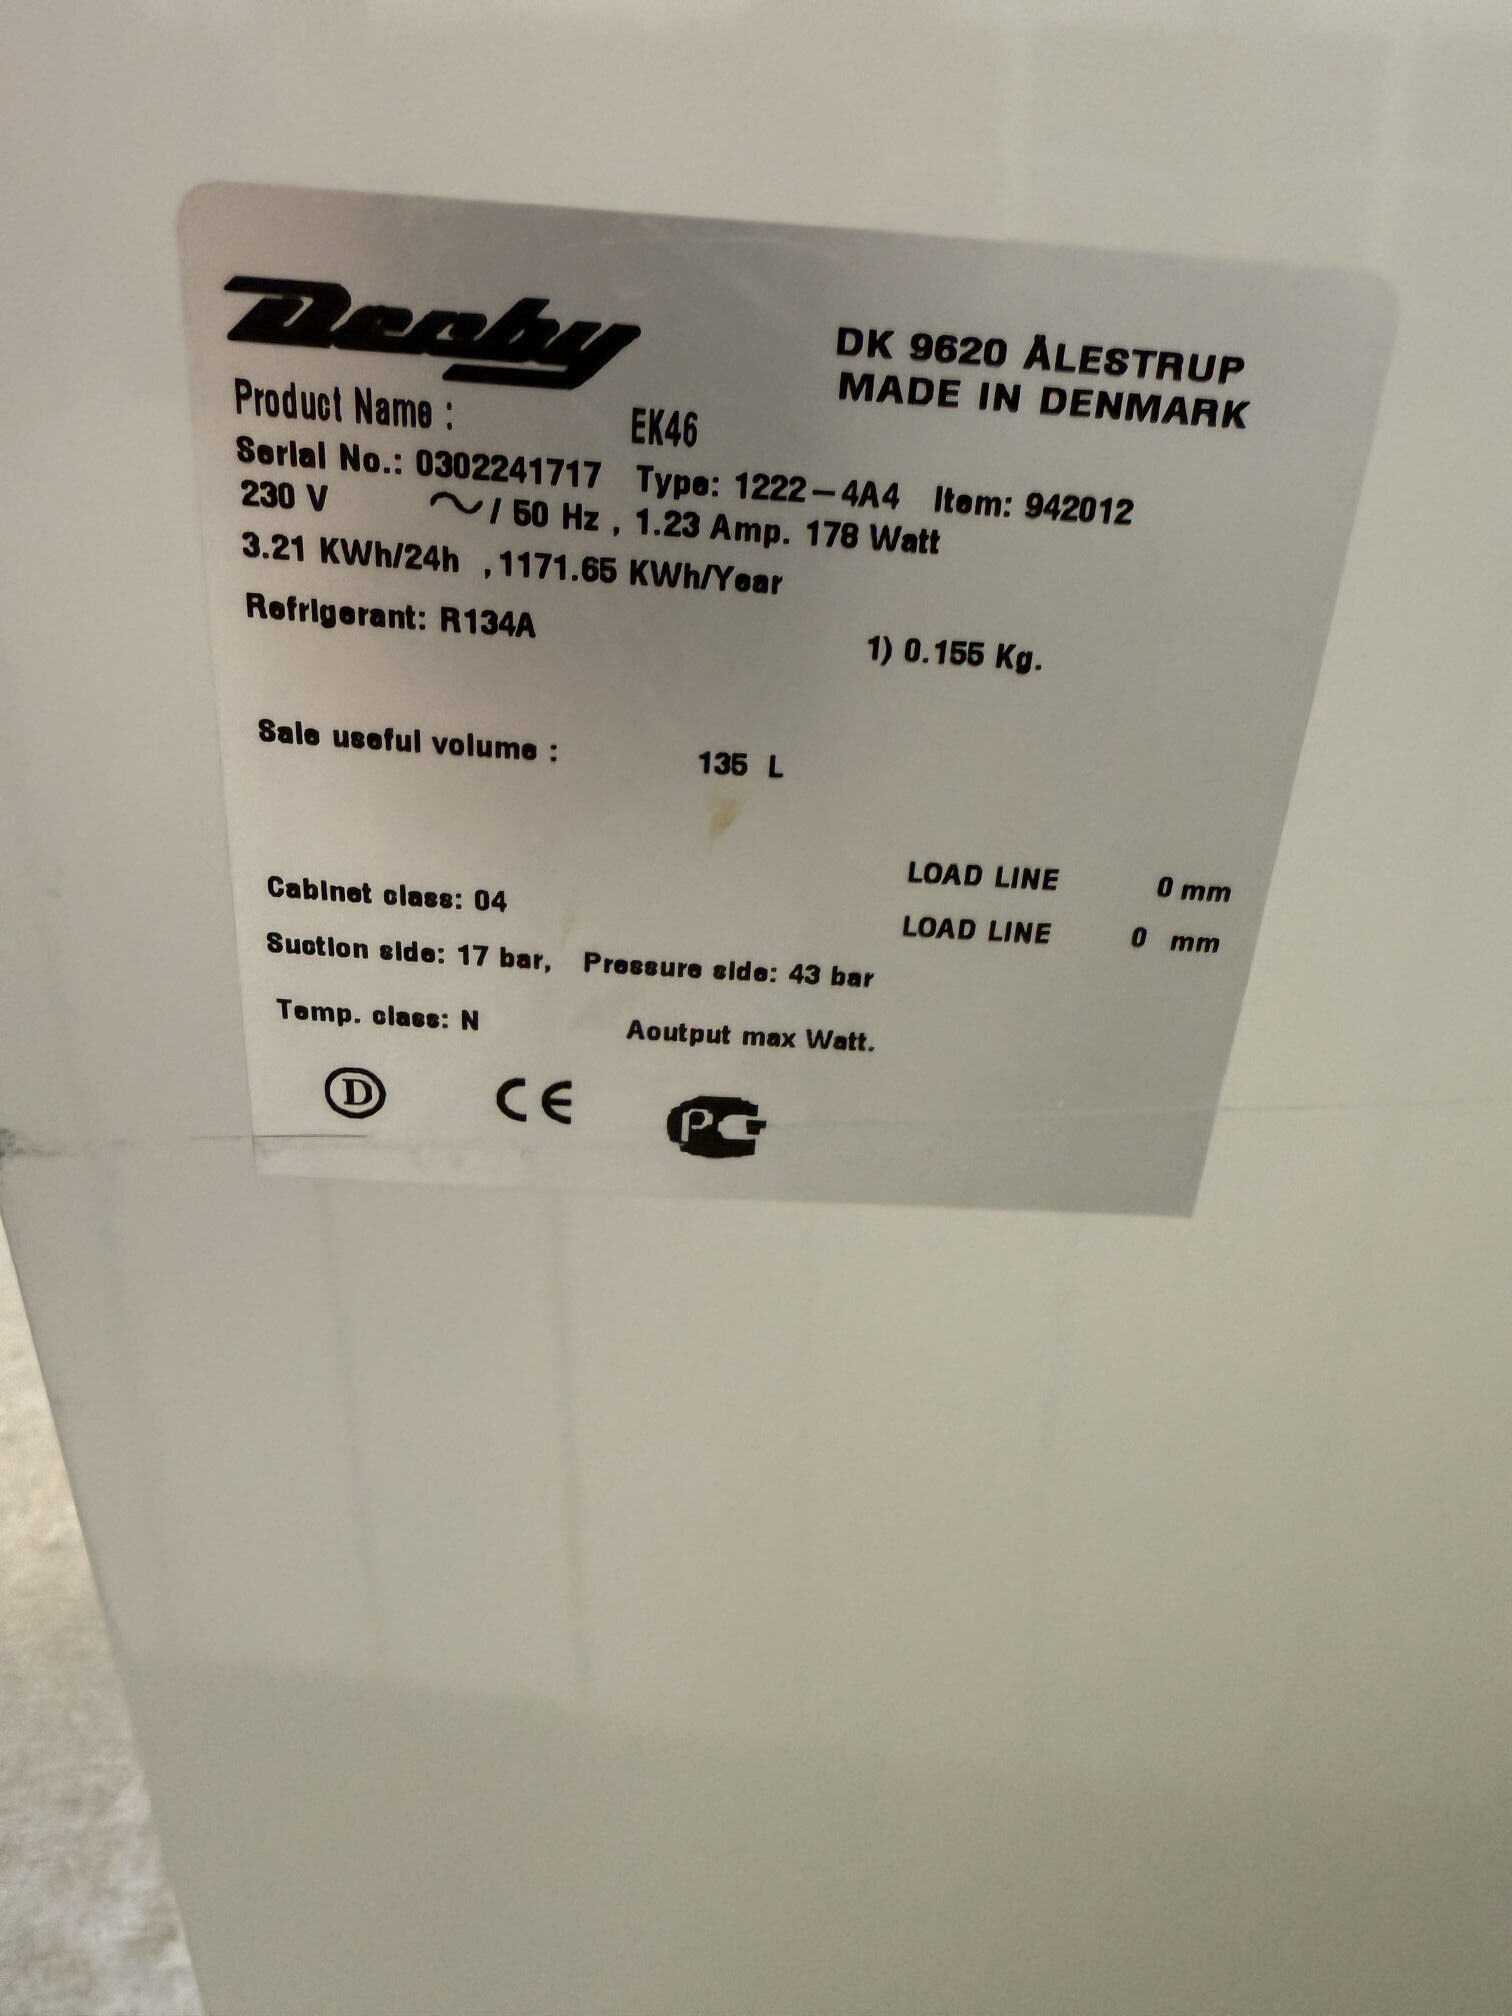 Derby
DK 9620 ÅLESTRUP
MADE IN DENMARK
Product Name : EK46
Serial No.: 0302241717 Type: 1222-4A4 Item: 942012
230 V ~/ 50 Hz , 1.23 Amp. 178 Watt
3.21 KWh/24h ,1171.65 KWh/Year
Refrigerant: R134A 1) 0.155 Kg.
Sale useful volume : 135 L
LOAD LINE 0 mm
Cabinet class: 04
LOAD LINE 0 mm
Suction side: 17 bar, Pressure side: 43 bar
Temp. class: N Aoutput max Watt.
D CE PC